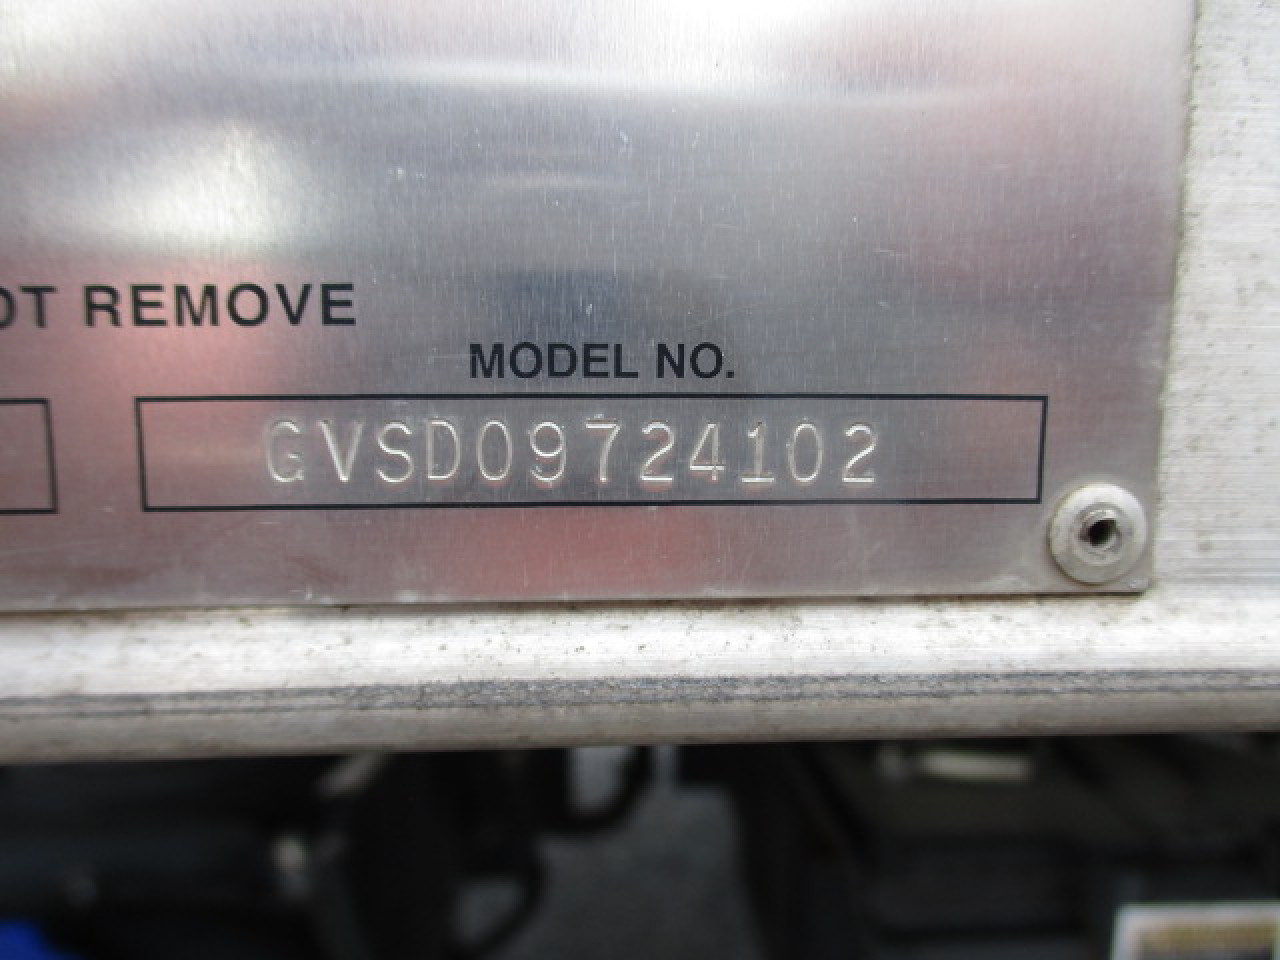 OT REMOVE
MODEL NO.
GVSD09724102